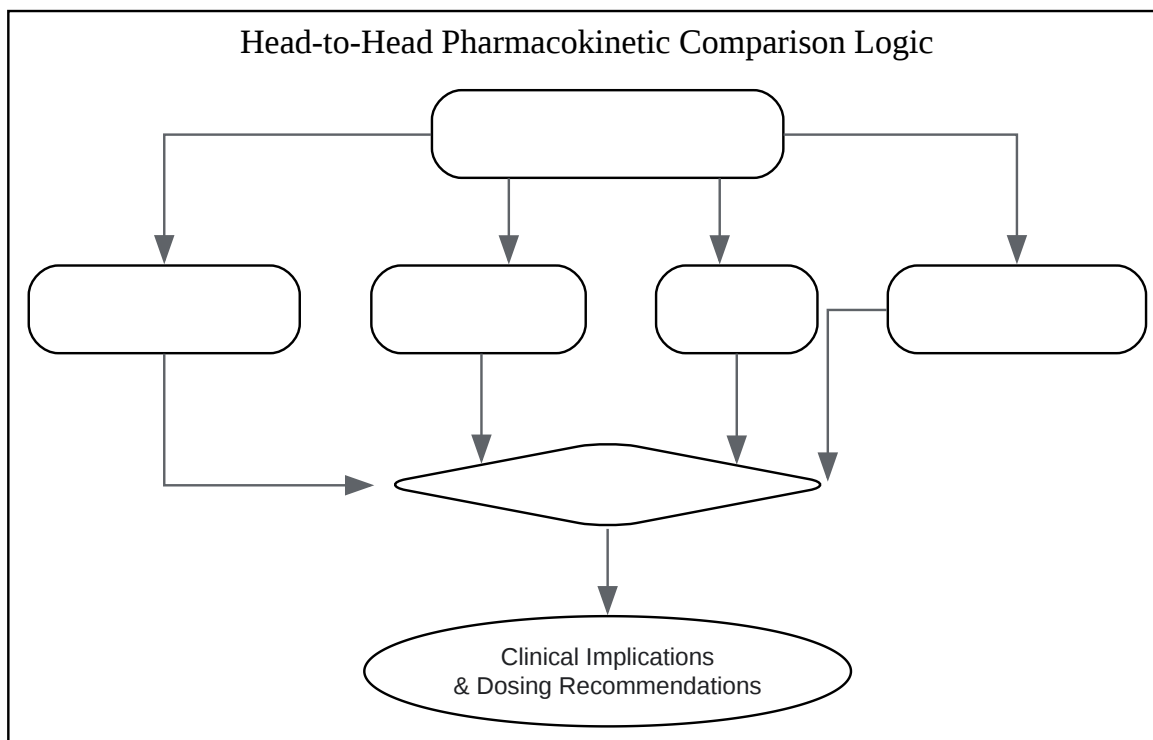 Head-to-Head Pharmacokinetic Comparison Logic
Clinical Implications
& Dosing Recommendations